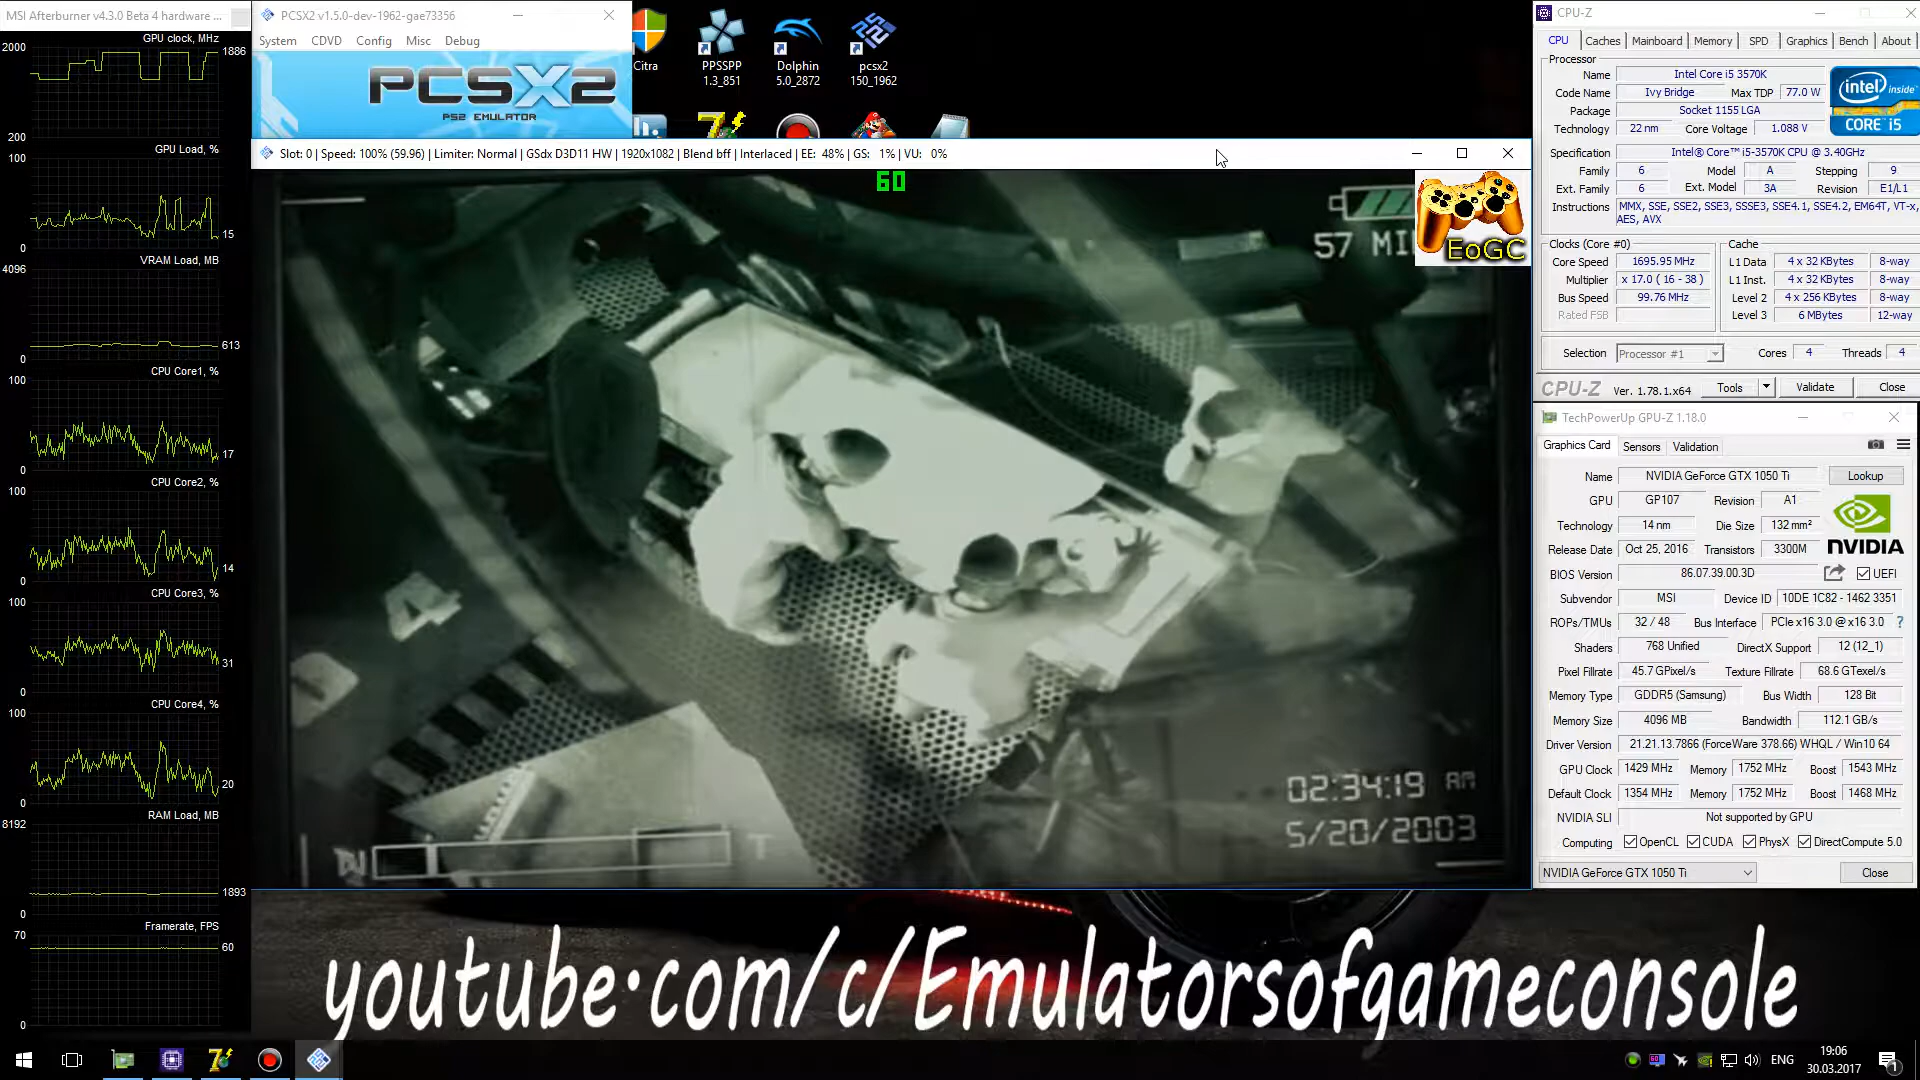 MSI Afterburner v4.3.0 Beta 4 hardware ...
GPU clock, MHz
2000
1886
200
GPU Load, %
100
15
0
VRAM Load, MB
4096
613
0
CPU Core1, %
100
17
0
CPU Core2, %
100
14
0
CPU Core3, %
100
31
0
CPU Core4, %
100
20
0
RAM Load, MB
8192
1893
0
Framerate, FPS
70
60
0
PCSX2 v1.5.0-dev-1962-gae73356
System CDVD Config Misc Debug
PCSX2
PS2 EMULATOR
Citra
PPSSPP
1.3_851
Dolphin
5.0_2872
pcsx2
150_1962
Slot: 0 | Speed: 100% (59.96) | Limiter: Normal | GSdx D3D11 HW | 1920x1082 | Blend bff | Interlaced | EE: 48% | GS: 1% | VU: 0%
60
57 MI
EoGC
02:34:19 AM
5/20/2003
T
CPU-Z
CPU Caches Mainboard Memory SPD Graphics Bench About
Processor
Name Intel Core i5 3570K
Code Name Ivy Bridge Max TDP 77.0 W
Package Socket 1155 LGA
Technology 22 nm Core Voltage 1.088 V
intel inside
CORE i5
Specification Intel® Core™ i5-3570K CPU @ 3.40GHz
Family 6 Model A Stepping 9
Ext. Family 6 Ext. Model 3A Revision E1/L1
Instructions MMX, SSE, SSE2, SSE3, SSSE3, SSE4.1, SSE4.2, EM64T, VT-x,
AES, AVX
Clocks (Core #0) Cache
Core Speed 1695.95 MHz L1 Data 4 x 32 KBytes 8-way
Multiplier x 17.0 ( 16 - 38 ) L1 Inst. 4 x 32 KBytes 8-way
Bus Speed 99.76 MHz Level 2 4 x 256 KBytes 8-way
Rated FSB Level 3 6 MBytes 12-way
Selection Processor #1 Cores 4 Threads 4
CPU-Z Ver. 1.78.1.x64 Tools Validate Close
TechPowerUp GPU-Z 1.18.0
Graphics Card Sensors Validation
Name NVIDIA GeForce GTX 1050 Ti Lookup
GPU GP107 Revision A1
Technology 14 nm Die Size 132 mm²
Release Date Oct 25, 2016 Transistors 3300M
NVIDIA
BIOS Version 86.07.39.00.3D UEFI
Subvendor MSI Device ID 10DE 1C82 - 1462 3351
ROPs/TMUs 32 / 48 Bus Interface PCIe x16 3.0 @ x16 3.0 ?
Shaders 768 Unified DirectX Support 12 (12_1)
Pixel Fillrate 45.7 GPixel/s Texture Fillrate 68.6 GTexel/s
Memory Type GDDR5 (Samsung) Bus Width 128 Bit
Memory Size 4096 MB Bandwidth 112.1 GB/s
Driver Version 21.21.13.7866 (ForceWare 378.66) WHQL / Win10 64
GPU Clock 1429 MHz Memory 1752 MHz Boost 1543 MHz
Default Clock 1354 MHz Memory 1752 MHz Boost 1468 MHz
NVIDIA SLI Not supported by GPU
Computing OpenCL CUDA PhysX DirectCompute 5.0
NVIDIA GeForce GTX 1050 Ti Close
youtube.com/c/Emulatorsofgameconsole
ENG
19:06
30.03.2017
1